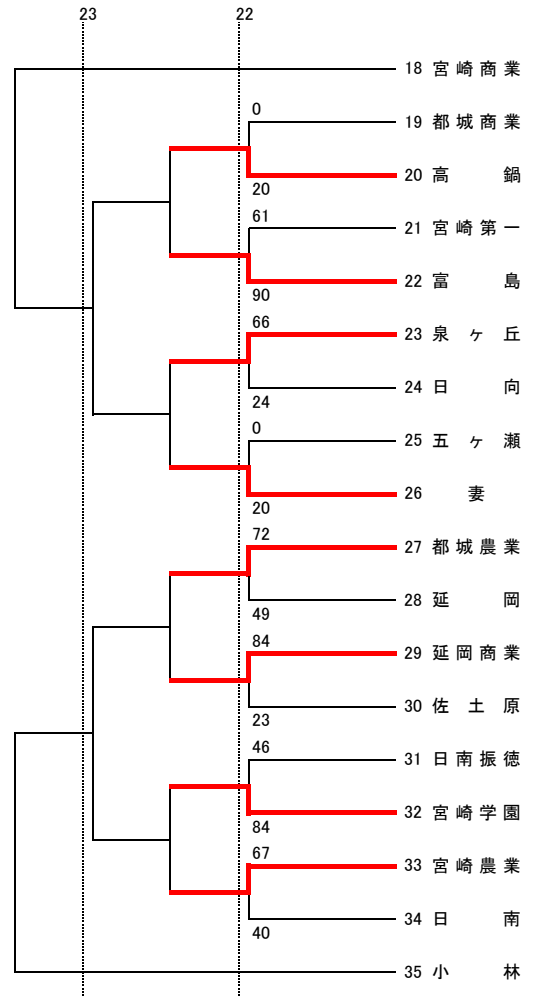 23 22
18 宮崎商業
0
19 都城商業
20 高鍋
20
61
21 宮崎第一
22 富島
90
66
23 泉ヶ丘
24 日向
24
0
25 五ヶ瀬
26 妻
20
72
27 都城農業
28 延岡
49
84
29 延岡商業
30 佐土原
23
46
31 日南振徳
32 宮崎学園
84
67
33 宮崎農業
34 日南
40
35 小林